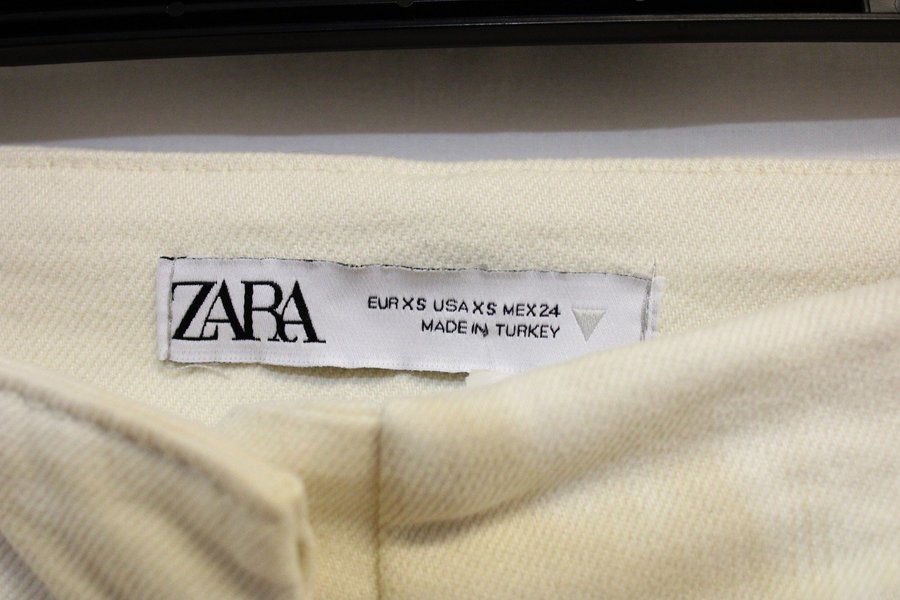 ZARA
EUR XS USA XS MEX 24
MADE IN TURKEY